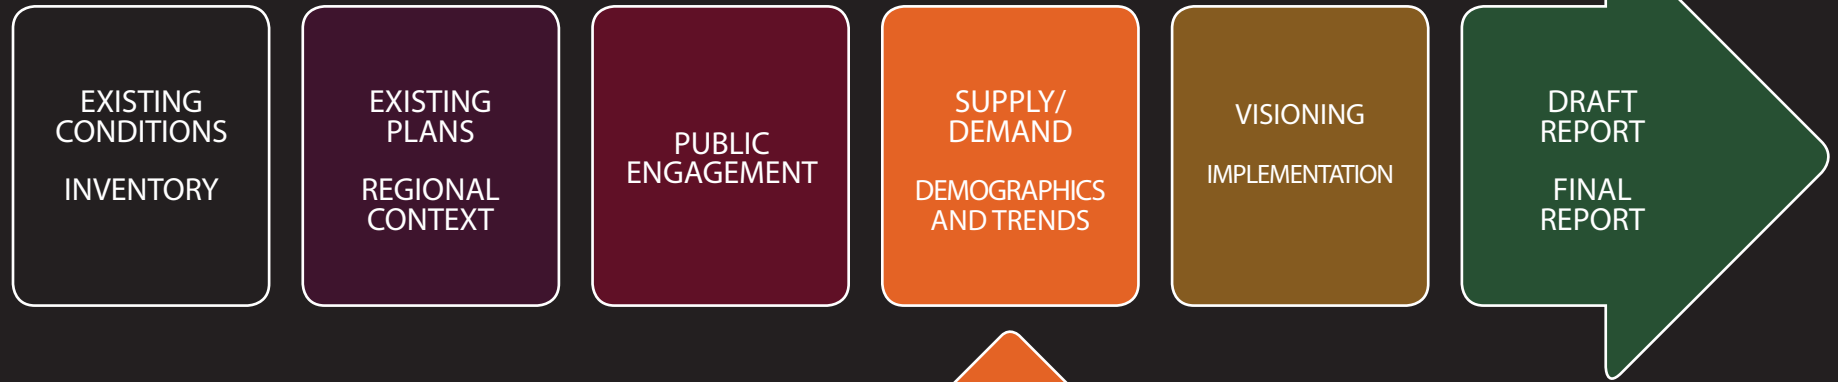 EXISTING
CONDITIONS
INVENTORY
EXISTING
PLANS
REGIONAL
CONTEXT
PUBLIC
ENGAGEMENT
SUPPLY/
DEMAND
DEMOGRAPHICS
AND TRENDS
VISIONING
IMPLEMENTATION
DRAFT
REPORT
FINAL
REPORT